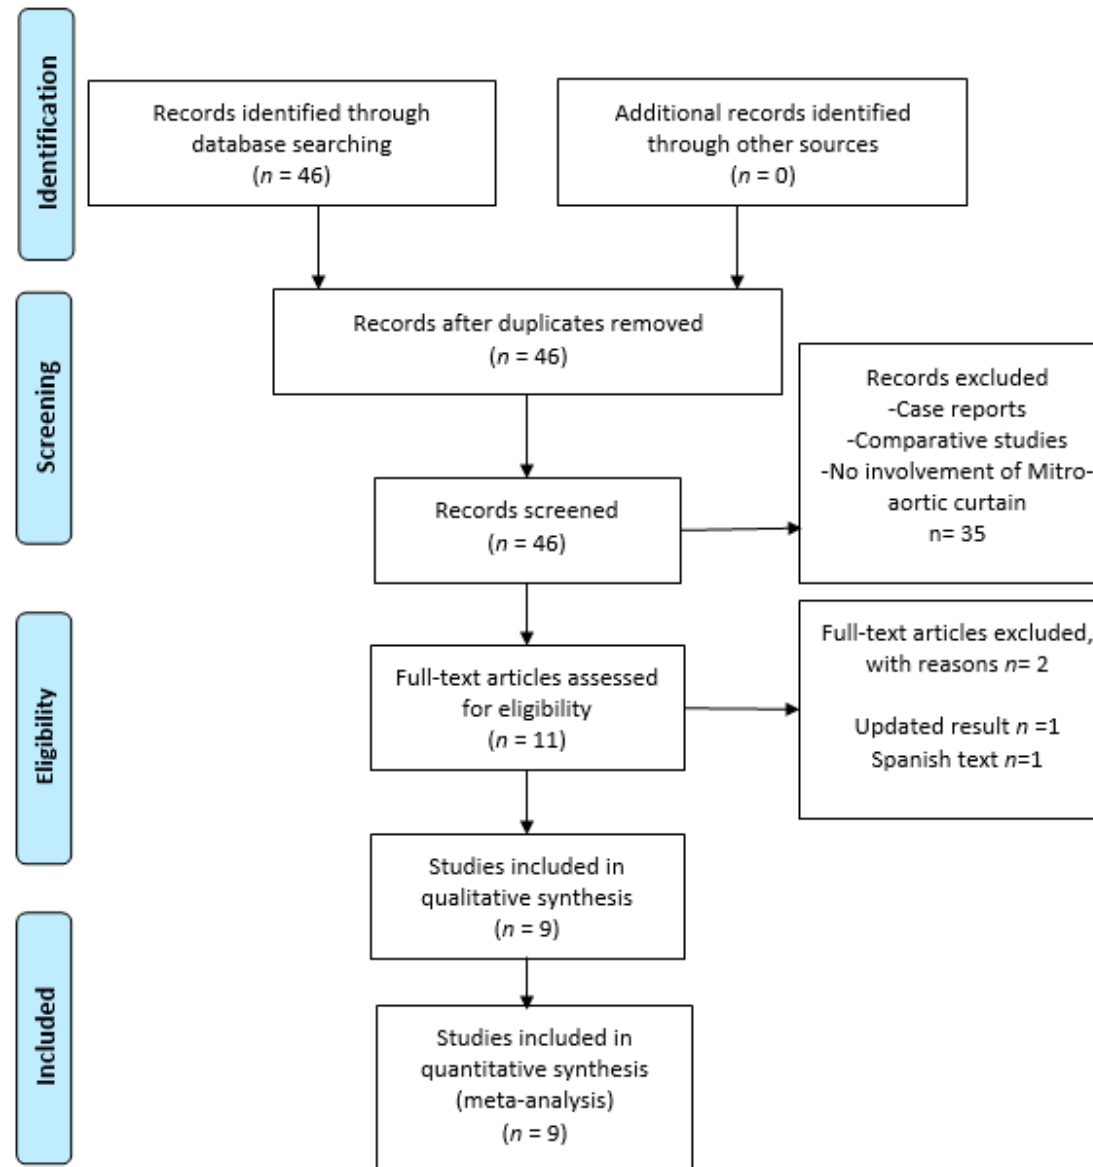 Identification
Records identified through
database searching
(n = 46)
Additional records identified
through other sources
(n = 0)
Screening
Records after duplicates removed
(n = 46)
Records screened
(n = 46)
Records excluded
-Case reports
-Comparative studies
-No involvement of Mitro-
aortic curtain
n= 35
Eligibility
Full-text articles assessed
for eligibility
(n = 11)
Full-text articles excluded,
with reasons n= 2
Updated result n =1
Spanish text n=1
Studies included in
qualitative synthesis
(n = 9)
Included
Studies included in
quantitative synthesis
(meta-analysis)
(n = 9)